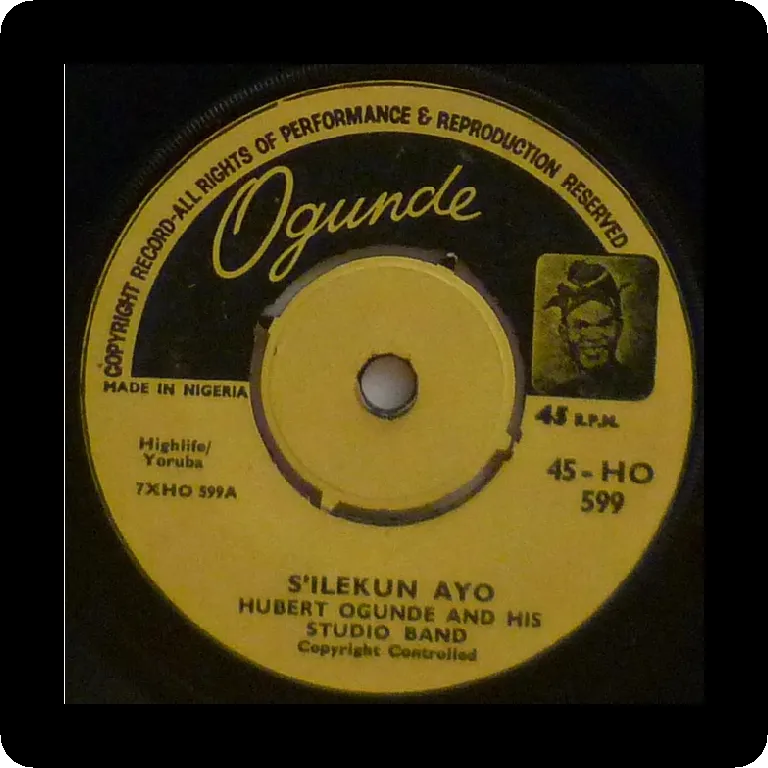 COPYRIGHT RECORD-ALL RIGHTS OF PERFORMANCE & REPRODUCTION RESERVED
Ogunde
MADE IN NIGERIA
45 R.P.M.
Highlife/
Yoruba
45-HO
599
7XHO 599A
S'ILEKUN AYO
HUBERT OGUNDE AND HIS
STUDIO BAND
Copyright Controlled